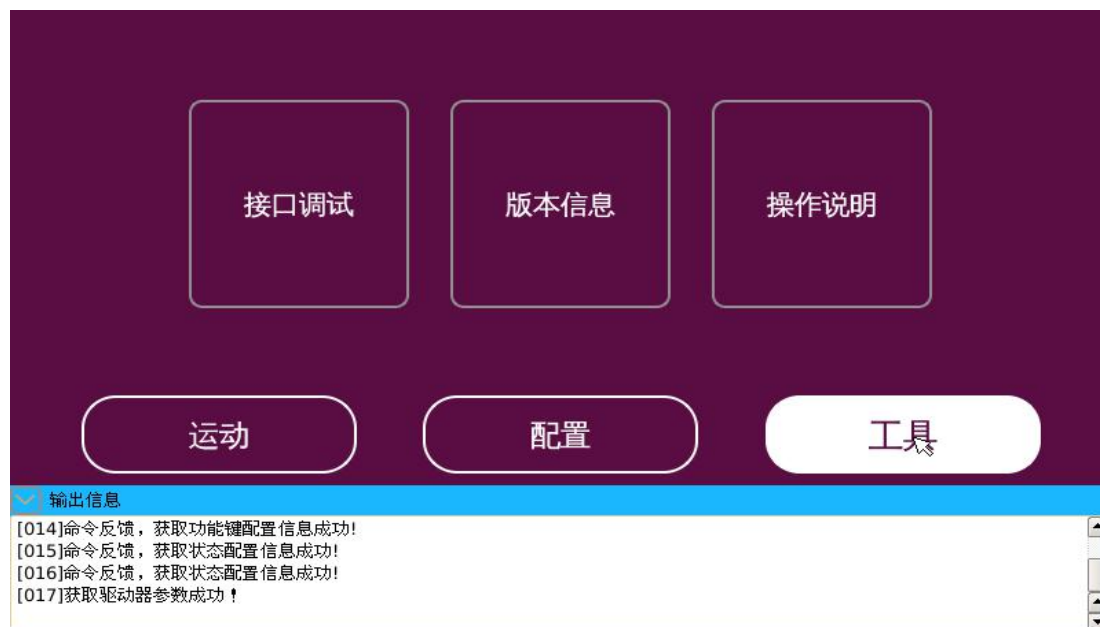 接口调试
版本信息
操作说明
运动
配置
工具
输出信息
[014]命令反馈，获取功能键配置信息成功!
[015]命令反馈，获取状态配置信息成功!
[016]命令反馈，获取状态配置信息成功!
[017]获取驱动器参数成功！